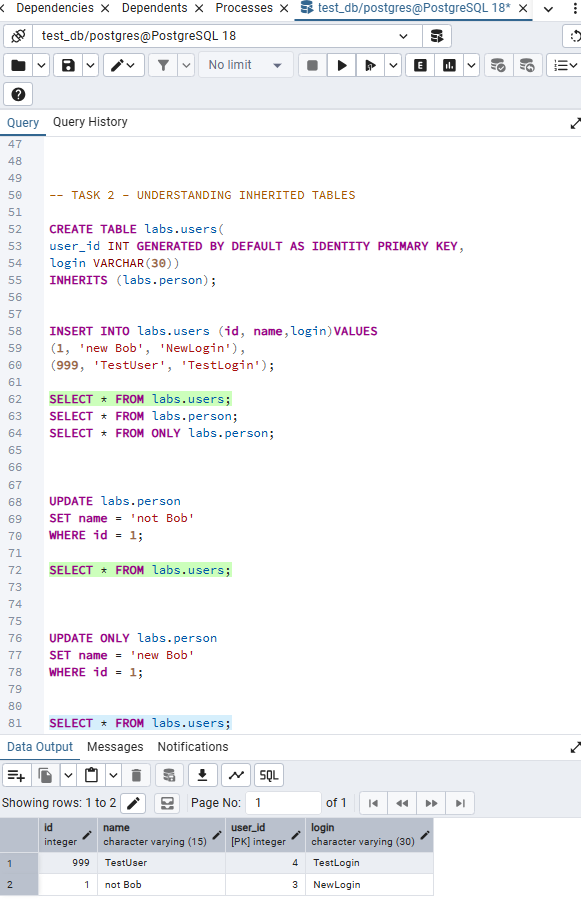 Dependencies × Dependents × Processes × test_db/postgres@PostgreSQL 18* ×
test_db/postgres@PostgreSQL 18
No limit
E
Query Query History
47
48
49
50 -- TASK 2 - UNDERSTANDING INHERITED TABLES
51
52 CREATE TABLE labs.users(
53 user_id INT GENERATED BY DEFAULT AS IDENTITY PRIMARY KEY,
54 login VARCHAR(30))
55 INHERITS (labs.person);
56
57
58 INSERT INTO labs.users (id, name,login)VALUES
59 (1, 'new Bob', 'NewLogin'),
60 (999, 'TestUser', 'TestLogin');
61
62 SELECT * FROM labs.users;
63 SELECT * FROM labs.person;
64 SELECT * FROM ONLY labs.person;
65
66
67
68 UPDATE labs.person
69 SET name = 'not Bob'
70 WHERE id = 1;
71
72 SELECT * FROM labs.users;
73
74
75
76 UPDATE ONLY labs.person
77 SET name = 'new Bob'
78 WHERE id = 1;
79
80
81 SELECT * FROM labs.users;
Data Output Messages Notifications
SQL
Showing rows: 1 to 2 Page No: 1 of 1
id name user_id login
integer character varying (15) [PK] integer character varying (30)
1 999 TestUser 4 TestLogin
2 1 not Bob 3 NewLogin